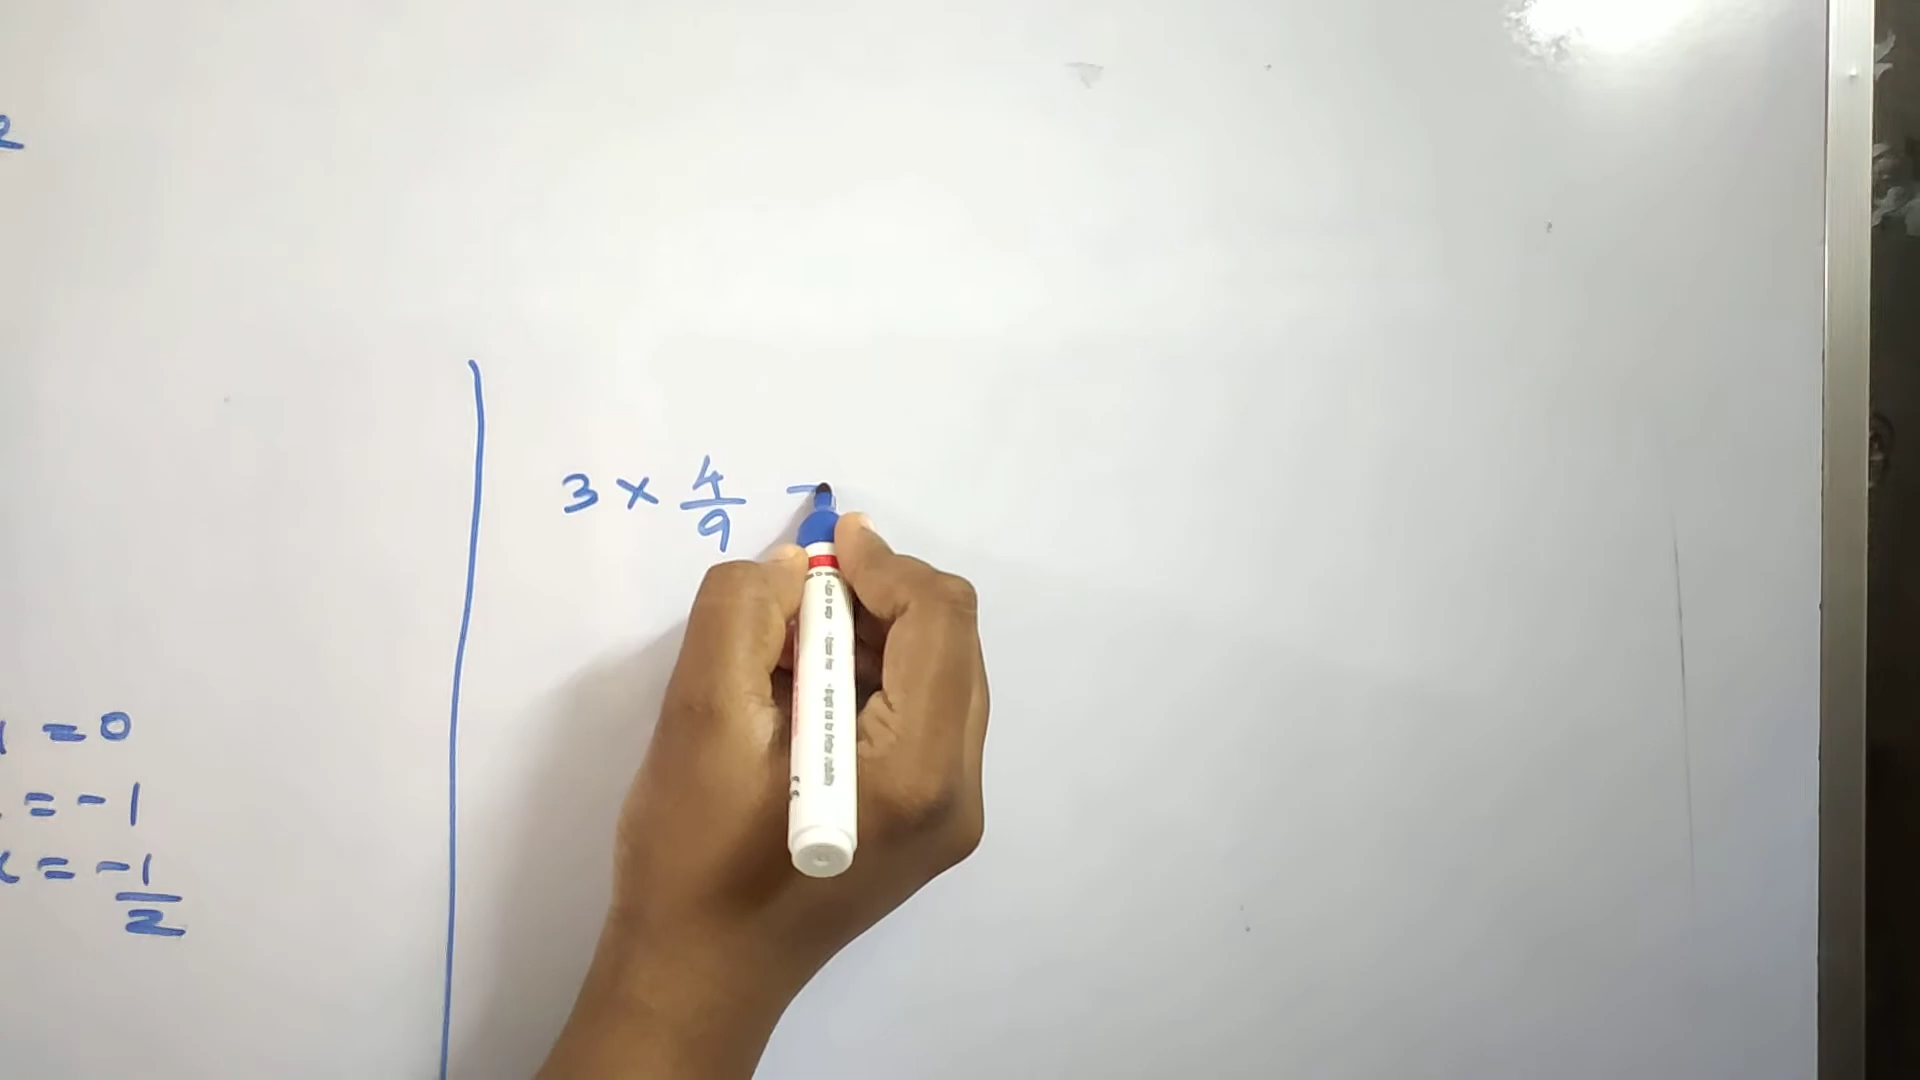 2
= 0
= -1
x = -1/2
3 × 4/9 -